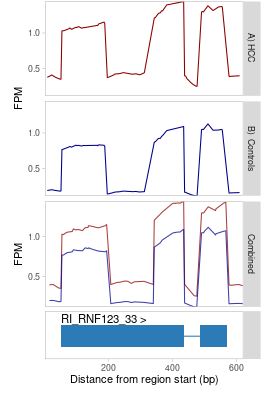 1.0
0.5
A) HCC
1.0
0.5
B). Controls
1.0
0.5
Combined
FPM
FPM
RI_RNF123_33 >
200 400 600
Distance from region start (bp)